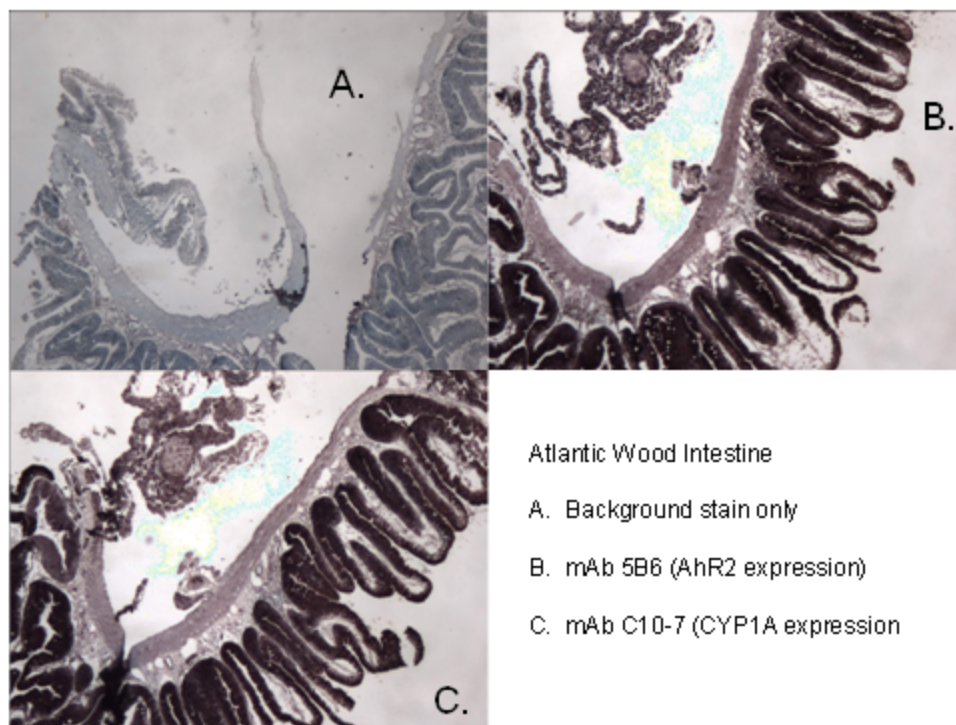 A.
B.
C.
Atlantic Wood Intestine
A. Background stain only
B. mAb 5B6 (AhR2 expression)
C. mAb C10-7 (CYP1A expression